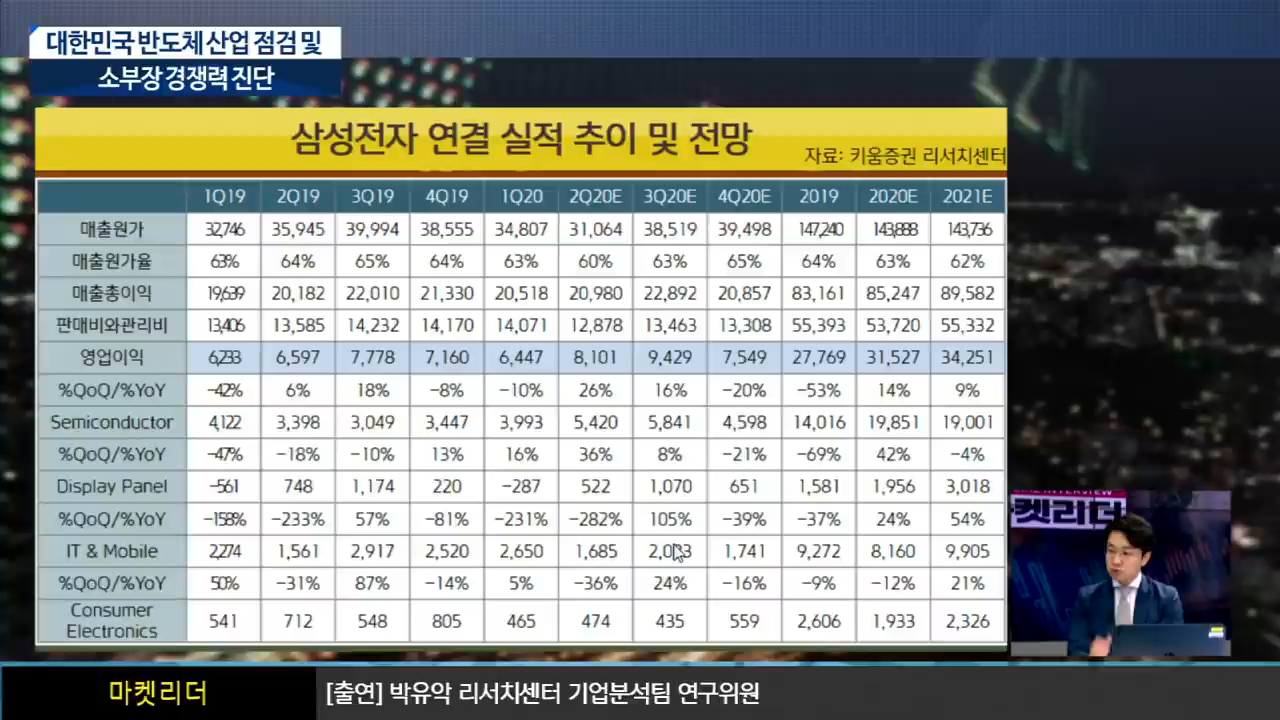 대한민국 반도체 산업 점검 및
소부장 경쟁력 진단
삼성전자 연결 실적 추이 및 전망
자료: 키움증권 리서치센터
1Q19 2Q19 3Q19 4Q19 1Q20 2Q20E 3Q20E 4Q20E 2019 2020E 2021E
매출원가 32,746 35,945 39,994 38,555 34,807 31,064 38,519 39,498 147,240 143,888 143,736
매출원가율 63% 64% 65% 64% 63% 60% 63% 65% 64% 63% 62%
매출총이익 19,639 20,182 22,010 21,330 20,518 20,980 22,892 20,857 83,161 85,247 89,582
판매비와관리비 13,406 13,585 14,232 14,170 14,071 12,878 13,463 13,308 55,393 53,720 55,332
영업이익 6,233 6,597 7,778 7,160 6,447 8,101 9,429 7,549 27,769 31,527 34,251
%QoQ/%YoY -42% 6% 18% -8% -10% 26% 16% -20% -53% 14% 9%
Semiconductor 4,122 3,398 3,049 3,447 3,993 5,420 5,841 4,598 14,016 19,851 19,001
%QoQ/%YoY -47% -18% -10% 13% 16% 36% 8% -21% -69% 42% -4%
Display Panel -561 748 1,174 220 -287 522 1,070 651 1,581 1,956 3,018
%QoQ/%YoY -158% -233% 57% -81% -231% -282% 105% -39% -37% 24% 54%
IT & Mobile 2,274 1,561 2,917 2,520 2,650 1,685 1,741 9,272 8,160 9,905
%QoQ/%YoY 50% -31% 87% -14% 5% -36% 24% -16% -9% -12% 21%
Consumer
Electronics 541 712 548 805 465 474 435 559 2,606 1,933 2,326
켓리더
마켓리더
[출연] 박유악 리서치센터 기업분석팀 연구위원